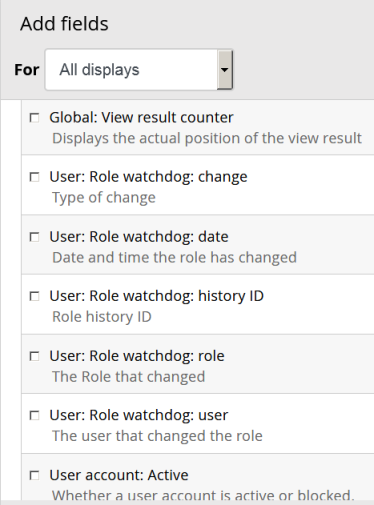 Add fields
For All displays
Global: View result counter
Displays the actual position of the view result
User: Role watchdog: change
Type of change
User: Role watchdog: date
Date and time the role has changed
User: Role watchdog: history ID
Role history ID
User: Role watchdog: role
The Role that changed
User: Role watchdog: user
The user that changed the role
User account: Active
Whether a user account is active or blocked.